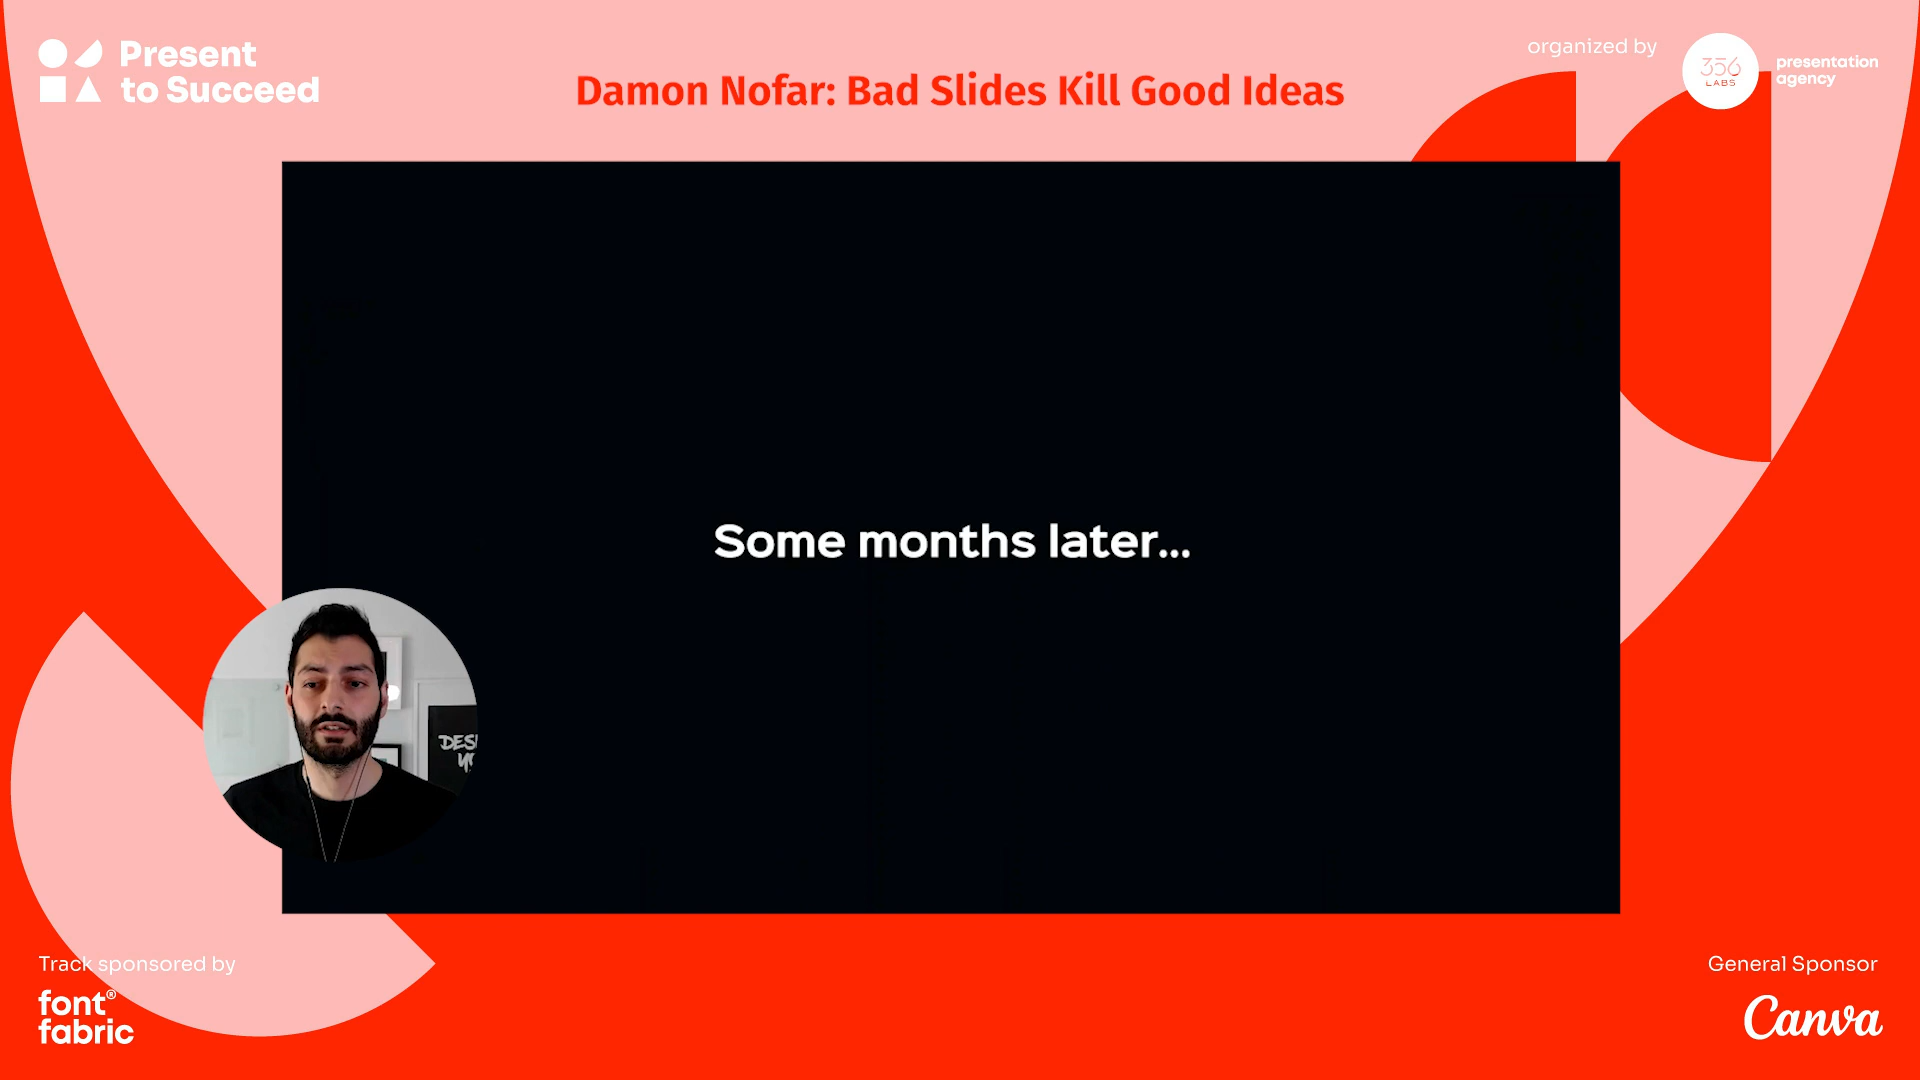 Present
to Succeed
Damon Nofar: Bad Slides Kill Good Ideas
organized by
356
LABS
presentation
agency
Some months later...
DES
Track sponsored by
font®
fabric
General Sponsor
Canva